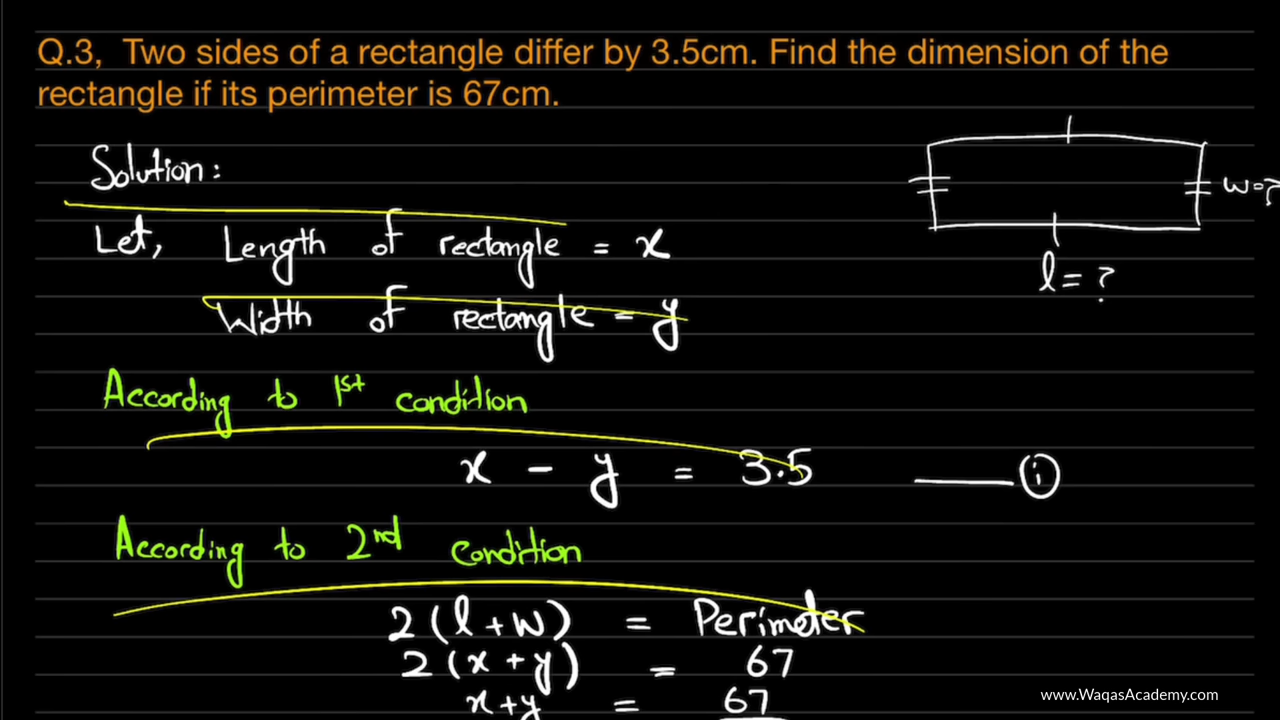 Q.3, Two sides of a rectangle differ by 3.5cm. Find the dimension of the
rectangle if its perimeter is 67cm.
Solution:
w=?
Let, Length of rectangle = x
l = ?
Width of rectangle = y
According to 1st condition
x - y = 3.5 —— i
According to 2nd condition
2(l+w) = Perimeter
2(x+y) = 67
x+y = 67
www.WaqasAcademy.com